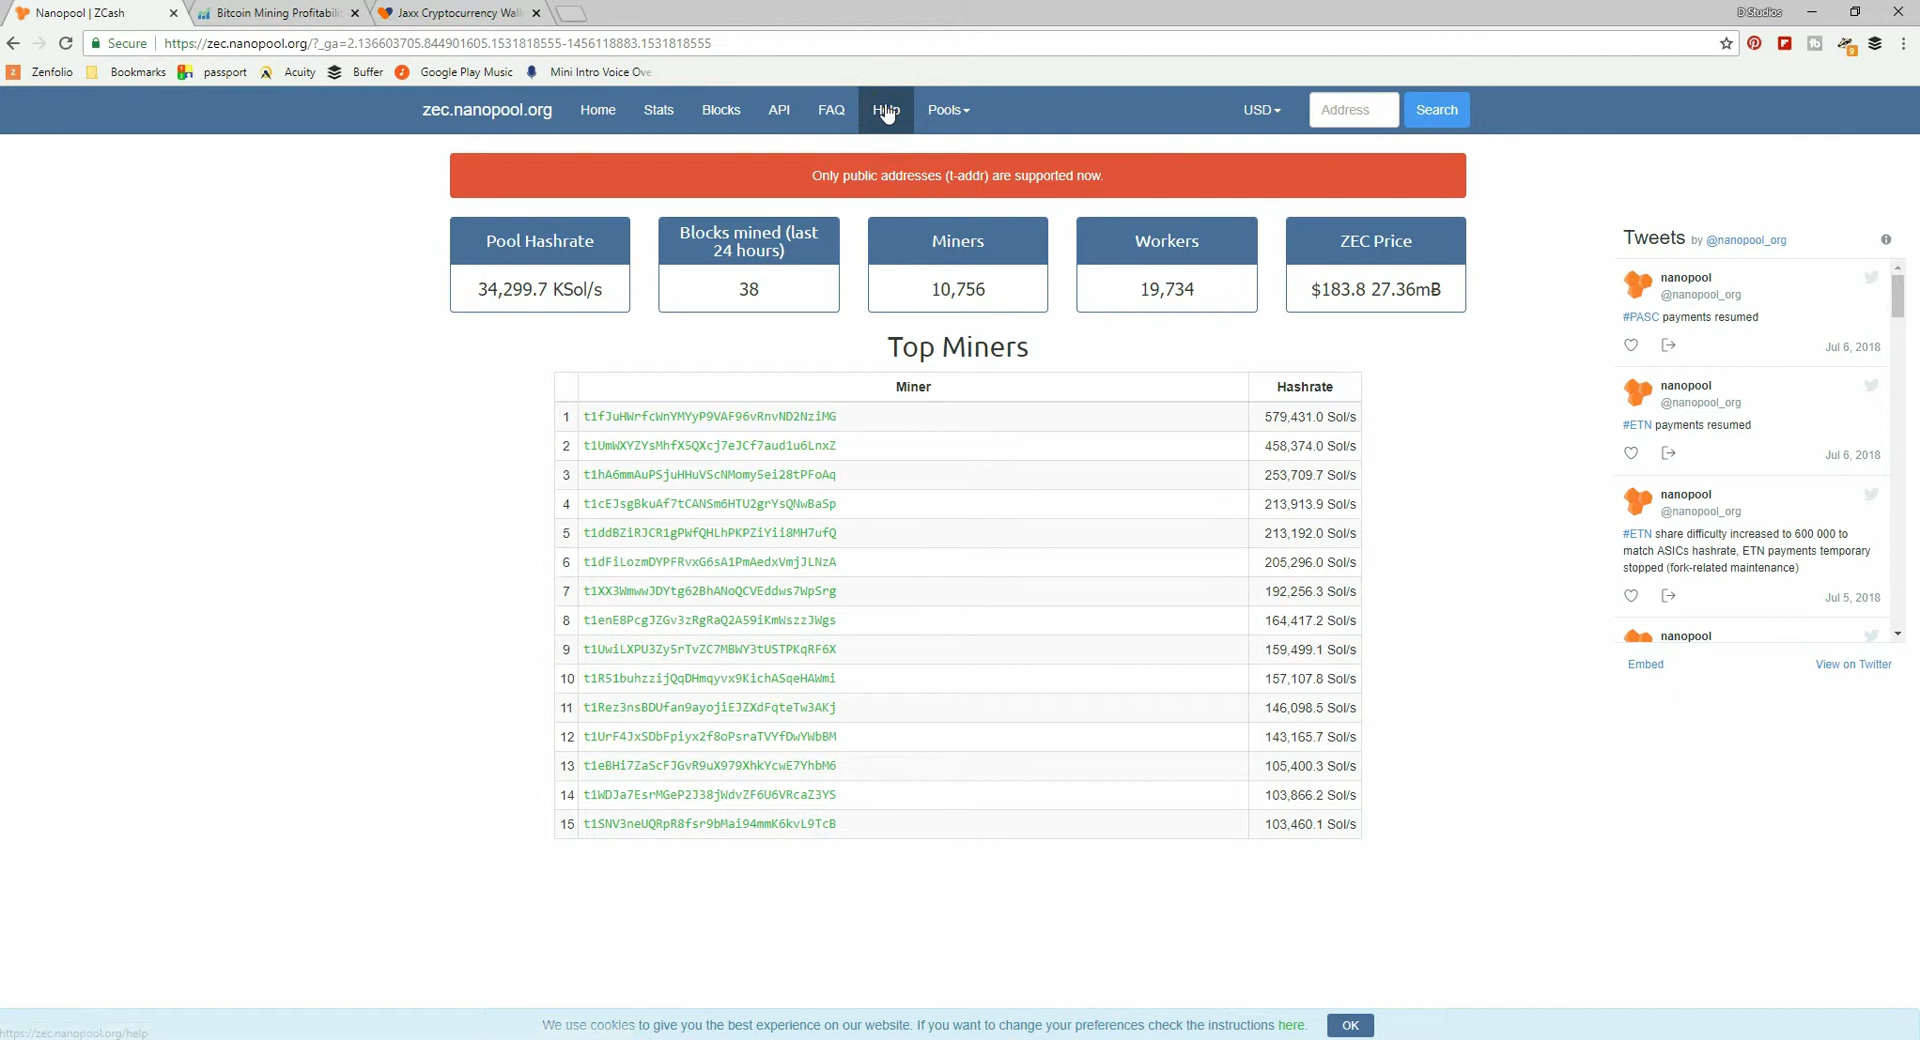 Nanopool | ZCash
Bitcoin Mining Profitabili
Jaxx Cryptocurrency Wall
D Studios
Secure
https://zec.nanopool.org/?_ga=2.136603705.844901605.1531818555-1456118883.1531818555
Zenfolio
Bookmarks
passport
Acuity
Buffer
Google Play Music
Mini Intro Voice Ove
zec.nanopool.org
Home
Stats
Blocks
API
FAQ
Help
Pools
USD
Address
Search
Only public addresses (t-addr) are supported now.
Pool Hashrate
34,299.7 KSol/s
Blocks mined (last
24 hours)
38
Miners
10,756
Workers
19,734
ZEC Price
$183.8 27.36mɃ
Top Miners
Miner Hashrate
1 t1fJuHWrfcWnYMYyP9VAF96vRnvND2NziMG 579,431.0 Sol/s
2 t1UmWXYZYsMhfX5QXcj7eJCf7aud1u6LnxZ 458,374.0 Sol/s
3 t1hA6mmAuPSjuHHuVScNMomy5ei28tPFoAq 253,709.7 Sol/s
4 t1cEJsgBkuAf7tCANSm6HTU2grYsQNwBaSp 213,913.9 Sol/s
5 t1ddBZiRJCR1gPWfQHLhPKPZiYii8MH7ufQ 213,192.0 Sol/s
6 t1dFiLozmDYPFRvxG6sA1PmAedxVmjJLNzA 205,296.0 Sol/s
7 t1XX3WmwwJDYtg62BhANoQCVEddws7WpSrg 192,256.3 Sol/s
8 t1enE8PcgJZGv3zRgRaQ2A59iKmWszzJWgs 164,417.2 Sol/s
9 t1UwiLXPU3Zy5rTvZC7MBWY3tUSTPKqRF6X 159,499.1 Sol/s
10 t1R51buhzzijQqDHmqyvx9KichASqeHAWmi 157,107.8 Sol/s
11 t1Rez3nsBDUfan9ayojiEJZXdFqteTw3AKj 146,098.5 Sol/s
12 t1UrF4JxSDbFpiyx2f8oPsraTVYfDwYWbBM 143,165.7 Sol/s
13 t1eBHi7ZaScFJGvR9uX979XhkYcwE7YhbM6 105,400.3 Sol/s
14 t1WDJa7EsrMGeP2J38jWdvZF6U6VRcaZ3YS 103,866.2 Sol/s
15 t1SNV3neUQRpR8fsr9bMai94mmK6kvL9TcB 103,460.1 Sol/s
Tweets by @nanopool_org
nanopool
@nanopool_org
#PASC payments resumed
Jul 6, 2018
nanopool
@nanopool_org
#ETN payments resumed
Jul 6, 2018
nanopool
@nanopool_org
#ETN share difficulty increased to 600 000 to
match ASICs hashrate, ETN payments temporary
stopped (fork-related maintenance)
Jul 5, 2018
nanopool
Embed
View on Twitter
We use cookies to give you the best experience on our website. If you want to change your preferences check the instructions here.
OK
https://zec.nanopool.org/help